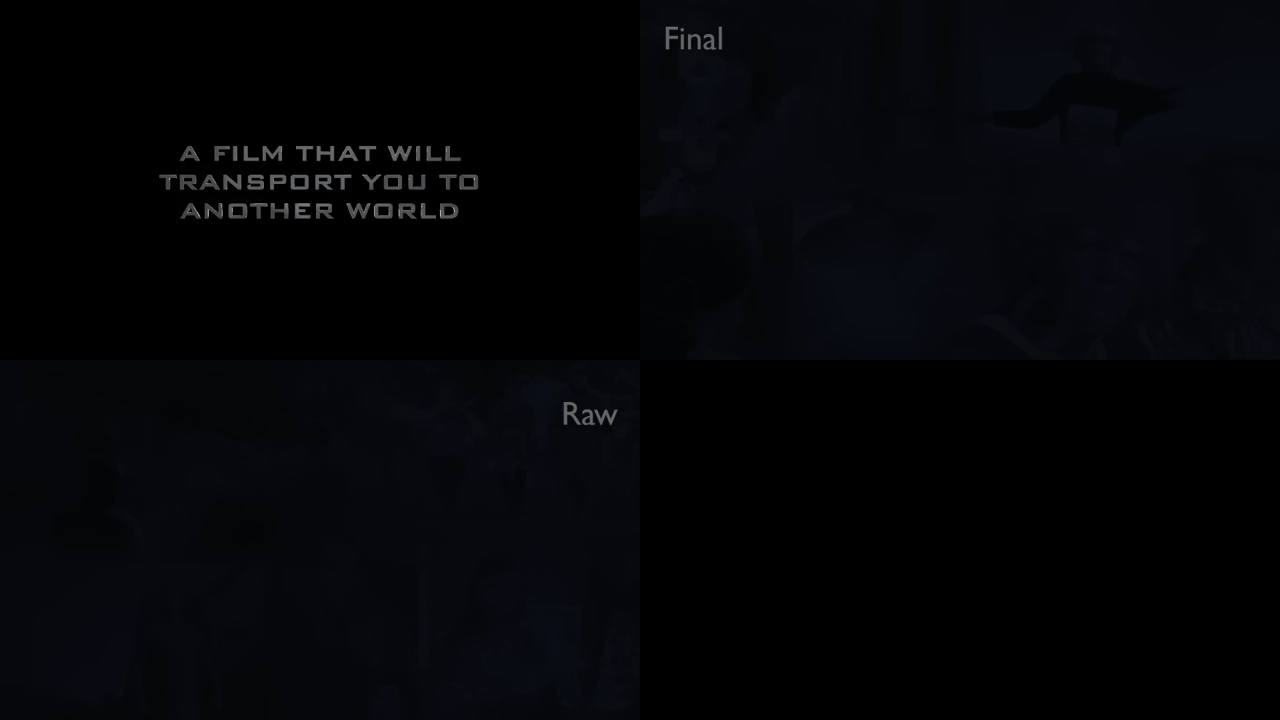 A FILM THAT WILL
TRANSPORT YOU TO
ANOTHER WORLD
Final
Raw